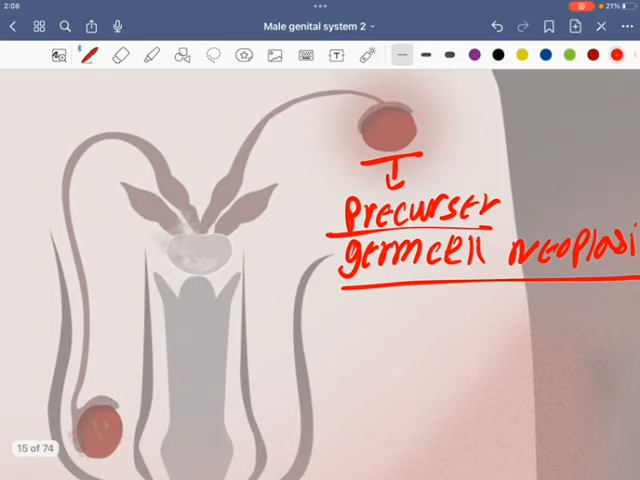 2:08
21%
Male genital system 2
precurser
germcell neoplasi
15 of 74